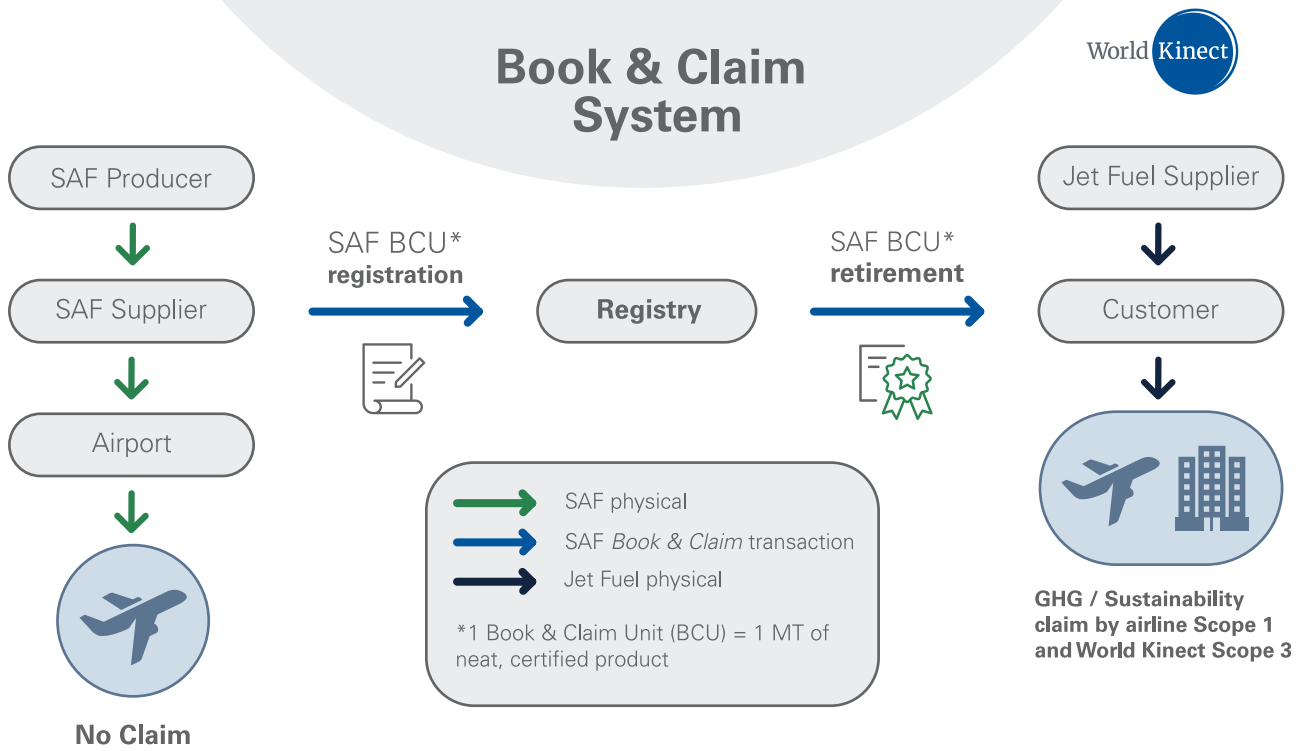 Book & Claim
System
World Kinect
SAF Producer
SAF Supplier
Airport
No Claim
SAF BCU*
registration
Registry
SAF BCU*
retirement
Jet Fuel Supplier
Customer
GHG / Sustainability
claim by airline Scope 1
and World Kinect Scope 3
SAF physical
SAF Book & Claim transaction
Jet Fuel physical
*1 Book & Claim Unit (BCU) = 1 MT of
neat, certified product